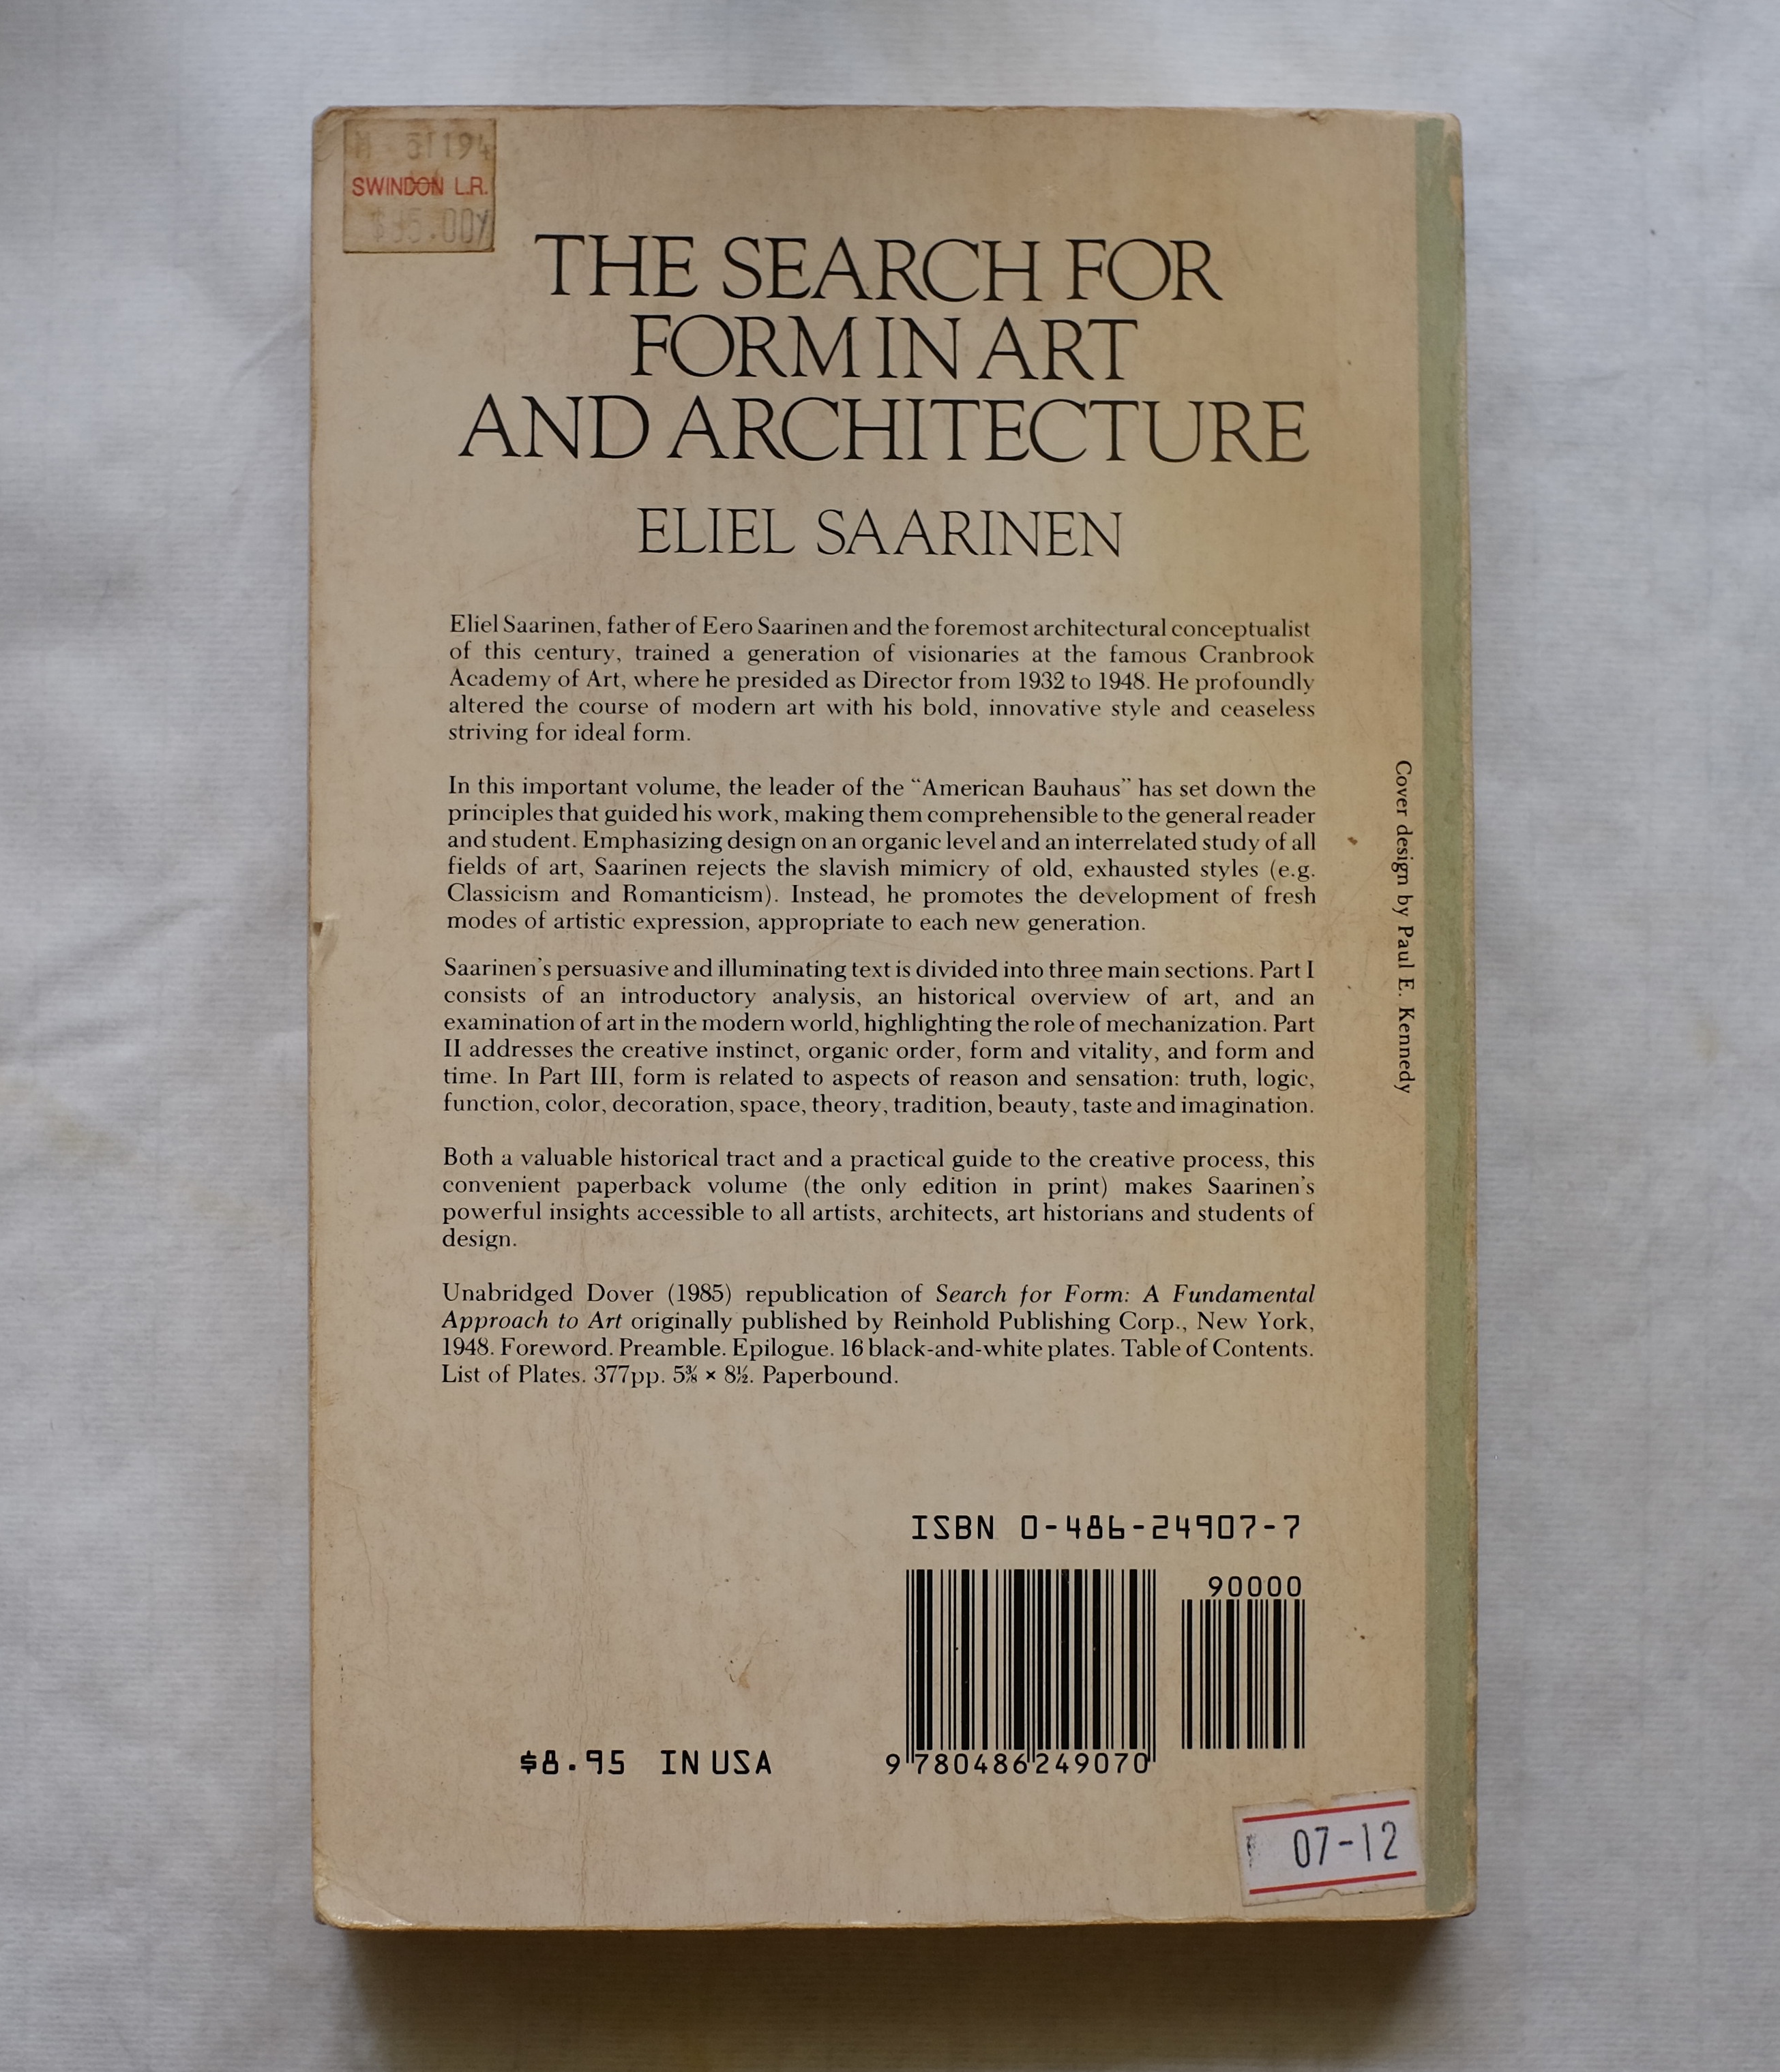 SWINDON L.R.
THE SEARCH FOR
FORM IN ART
AND ARCHITECTURE
ELIEL SAARINEN
Eliel Saarinen, father of Eero Saarinen and the foremost architectural conceptualist
of this century, trained a generation of visionaries at the famous Cranbrook
Academy of Art, where he presided as Director from 1932 to 1948. He profoundly
altered the course of modern art with his bold, innovative style and ceaseless
striving for ideal form.
In this important volume, the leader of the “American Bauhaus” has set down the
principles that guided his work, making them comprehensible to the general reader
and student. Emphasizing design on an organic level and an interrelated study of all
fields of art, Saarinen rejects the slavish mimicry of old, exhausted styles (e.g.
Classicism and Romanticism). Instead, he promotes the development of fresh
modes of artistic expression, appropriate to each new generation.
Saarinen’s persuasive and illuminating text is divided into three main sections. Part I
consists of an introductory analysis, an historical overview of art, and an
examination of art in the modern world, highlighting the role of mechanization. Part
II addresses the creative instinct, organic order, form and vitality, and form and
time. In Part III, form is related to aspects of reason and sensation: truth, logic,
function, color, decoration, space, theory, tradition, beauty, taste and imagination.
Both a valuable historical tract and a practical guide to the creative process, this
convenient paperback volume (the only edition in print) makes Saarinen’s
powerful insights accessible to all artists, architects, art historians and students of
design.
Unabridged Dover (1985) republication of Search for Form: A Fundamental
Approach to Art originally published by Reinhold Publishing Corp., New York,
1948. Foreword. Preamble. Epilogue. 16 black-and-white plates. Table of Contents.
List of Plates. 377pp. 5⅜ × 8½. Paperbound.
Cover design by Paul E. Kennedy
ISBN 0-486-24907-7
90000
9 780486 249070
$8.95 IN USA
07-12